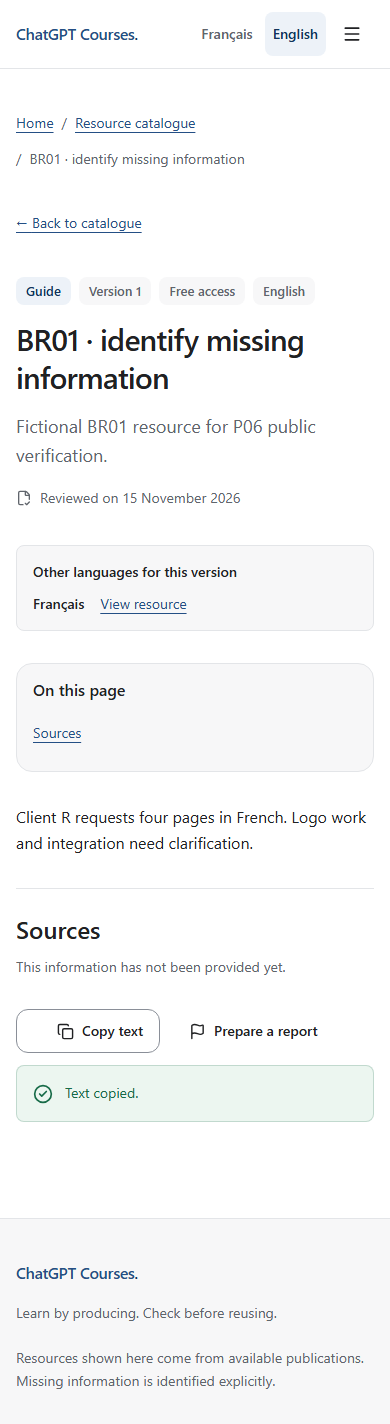 ChatGPT Courses.
Français
English
Home / Resource catalogue
/ BR01 · identify missing information
← Back to catalogue
Guide
Version 1
Free access
English
BR01 · identify missing
information
Fictional BR01 resource for P06 public
verification.
Reviewed on 15 November 2026
Other languages for this version
Français View resource
On this page
Sources
Client R requests four pages in French. Logo work
and integration need clarification.
Sources
This information has not been provided yet.
Copy text
Prepare a report
Text copied.
ChatGPT Courses.
Learn by producing. Check before reusing.
Resources shown here come from available publications.
Missing information is identified explicitly.